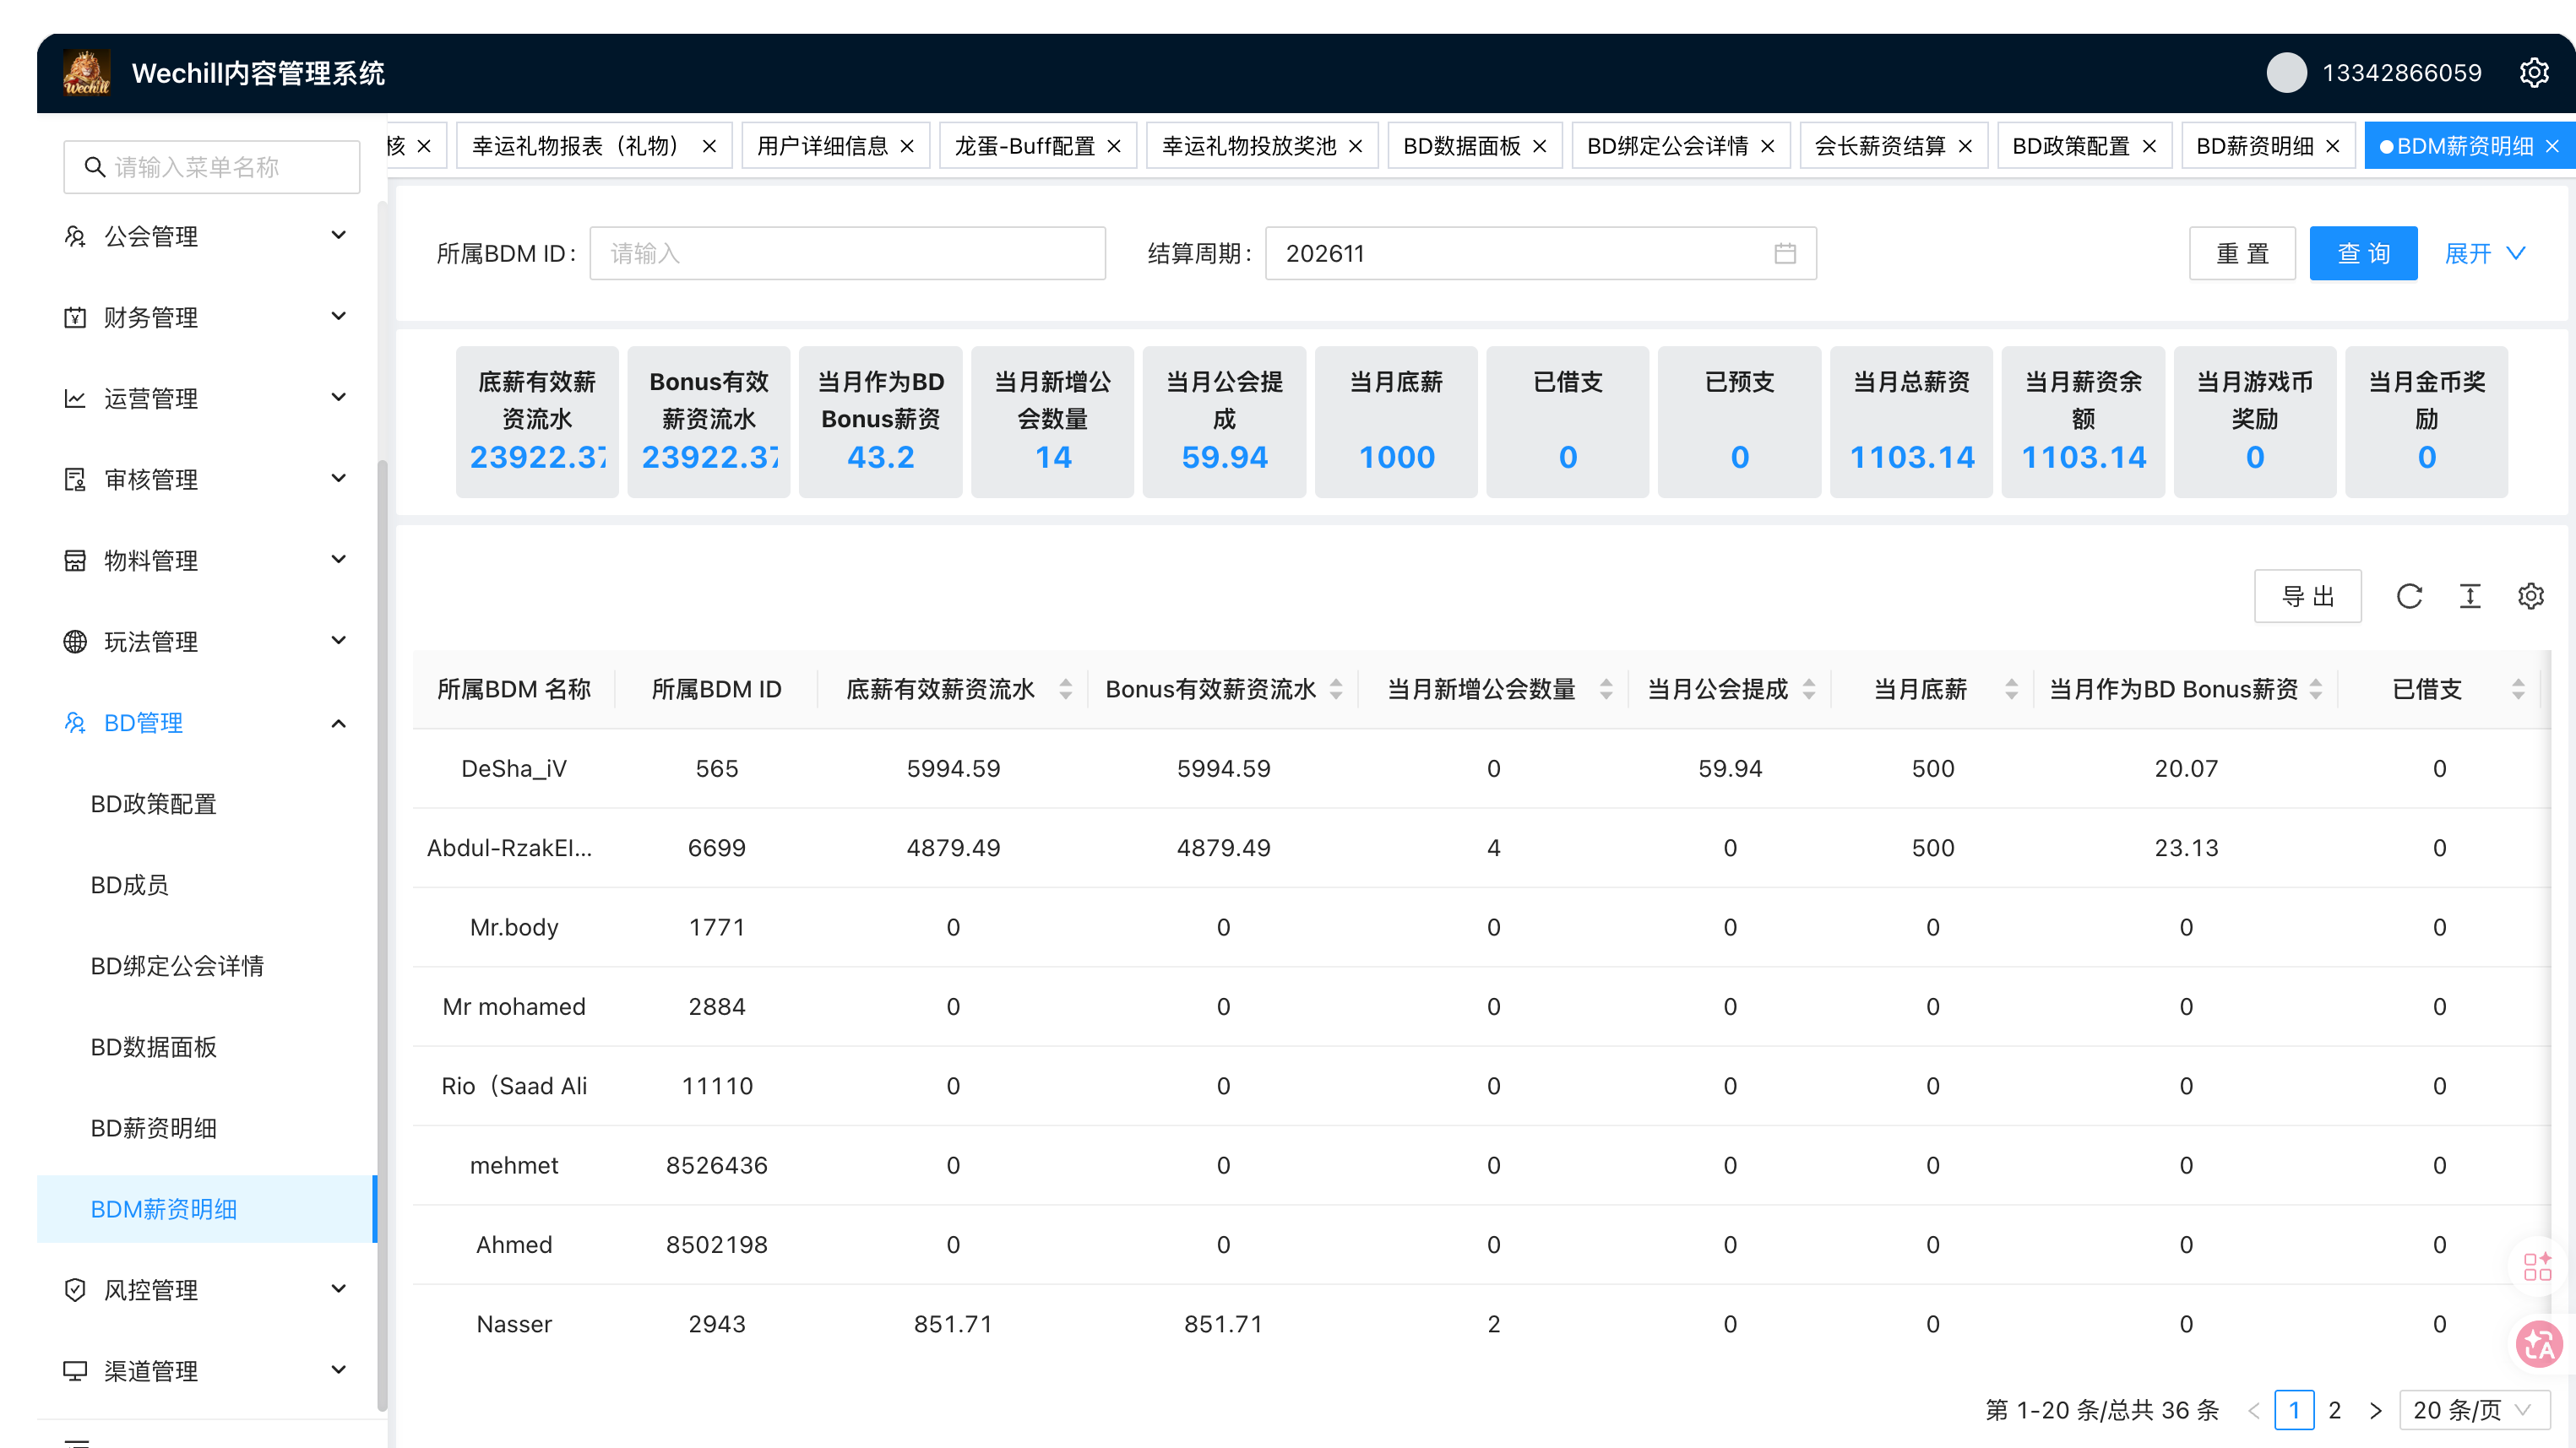 Wechill
Wechill内容管理系统
13342866059
请输入菜单名称
核
幸运礼物报表（礼物）
用户详细信息
龙蛋-Buff配置
幸运礼物投放奖池
BD数据面板
BD绑定公会详情
会长薪资结算
BD政策配置
BD薪资明细
BDM薪资明细
公会管理
财务管理
运营管理
审核管理
物料管理
玩法管理
BD管理
BD政策配置
BD成员
BD绑定公会详情
BD数据面板
BD薪资明细
BDM薪资明细
风控管理
渠道管理
所属BDM ID: 请输入 结算周期: 202611 重 置 查 询 展开
底薪有效薪
资流水
23922.37
Bonus有效
薪资流水
23922.37
当月作为BD
Bonus薪资
43.2
当月新增公
会数量
14
当月公会提
成
59.94
当月底薪
1000
已借支
0
已预支
0
当月总薪资
1103.14
当月薪资余
额
1103.14
当月游戏币
奖励
0
当月金币奖
励
0
导 出
所属BDM 名称 所属BDM ID 底薪有效薪资流水 Bonus有效薪资流水 当月新增公会数量 当月公会提成 当月底薪 当月作为BD Bonus薪资 已借支
DeSha_iV 565 5994.59 5994.59 0 59.94 500 20.07 0
Abdul-RzakEl... 6699 4879.49 4879.49 4 0 500 23.13 0
Mr.body 1771 0 0 0 0 0 0 0
Mr mohamed 2884 0 0 0 0 0 0 0
Rio（Saad Ali 11110 0 0 0 0 0 0 0
mehmet 8526436 0 0 0 0 0 0 0
Ahmed 8502198 0 0 0 0 0 0 0
Nasser 2943 851.71 851.71 2 0 0 0 0
第 1-20 条/总共 36 条 1 2 20 条/页